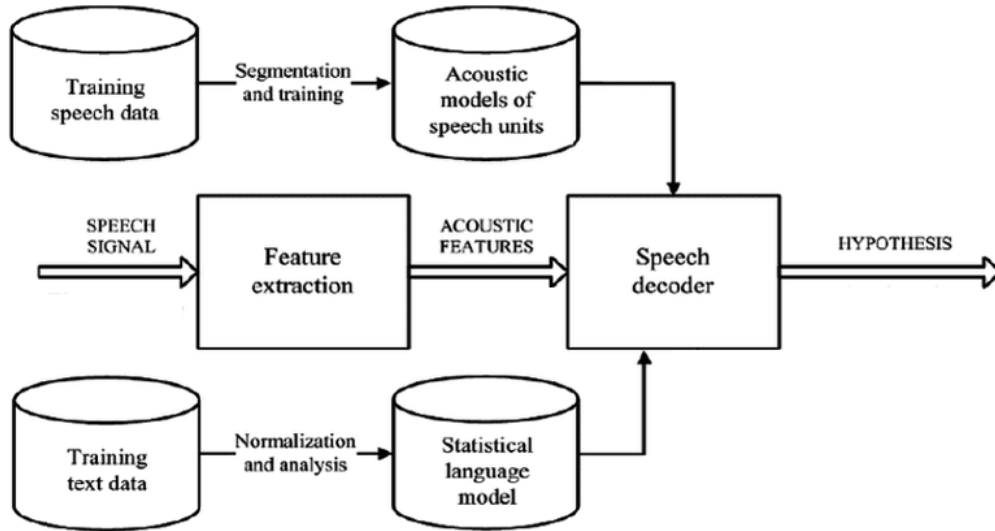 Training
speech data
Segmentation
and training
Acoustic
models of
speech units
SPEECH
SIGNAL
Feature
extraction
ACOUSTIC
FEATURES
Speech
decoder
HYPOTHESIS
Training
text data
Normalization
and analysis
Statistical
language
model